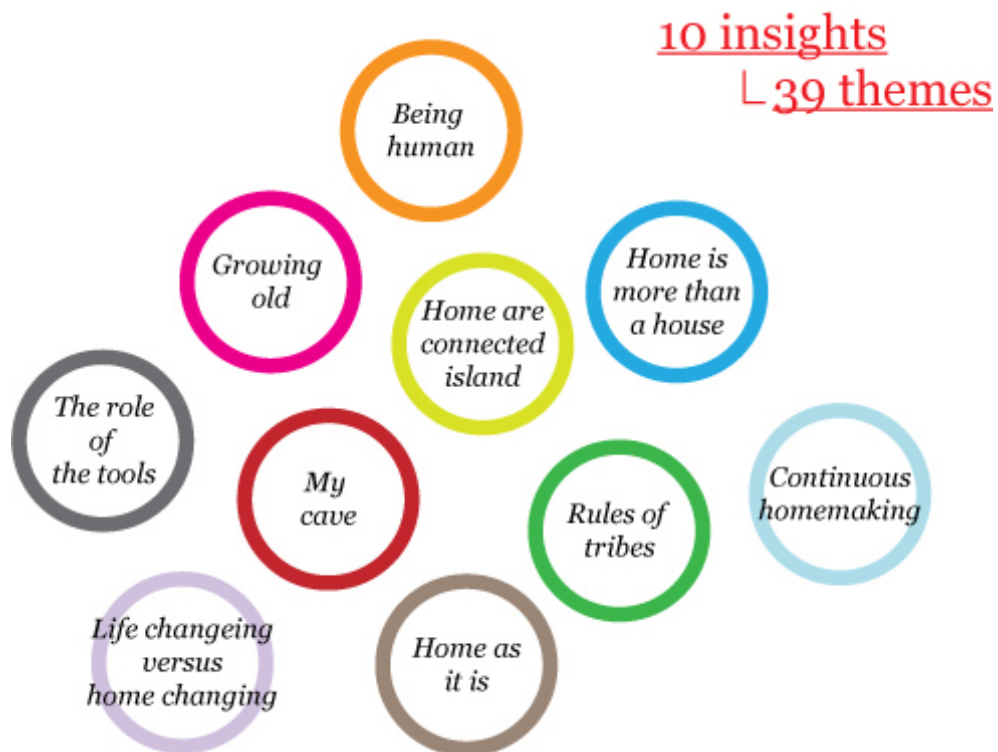 10 insights
39 themes
Being
human
Growing
old
Home are
connected
island
Home is
more than
a house
The role
of
the tools
My
cave
Rules of
tribes
Continuous
homemaking
Life changeing
versus
home changing
Home as
it is